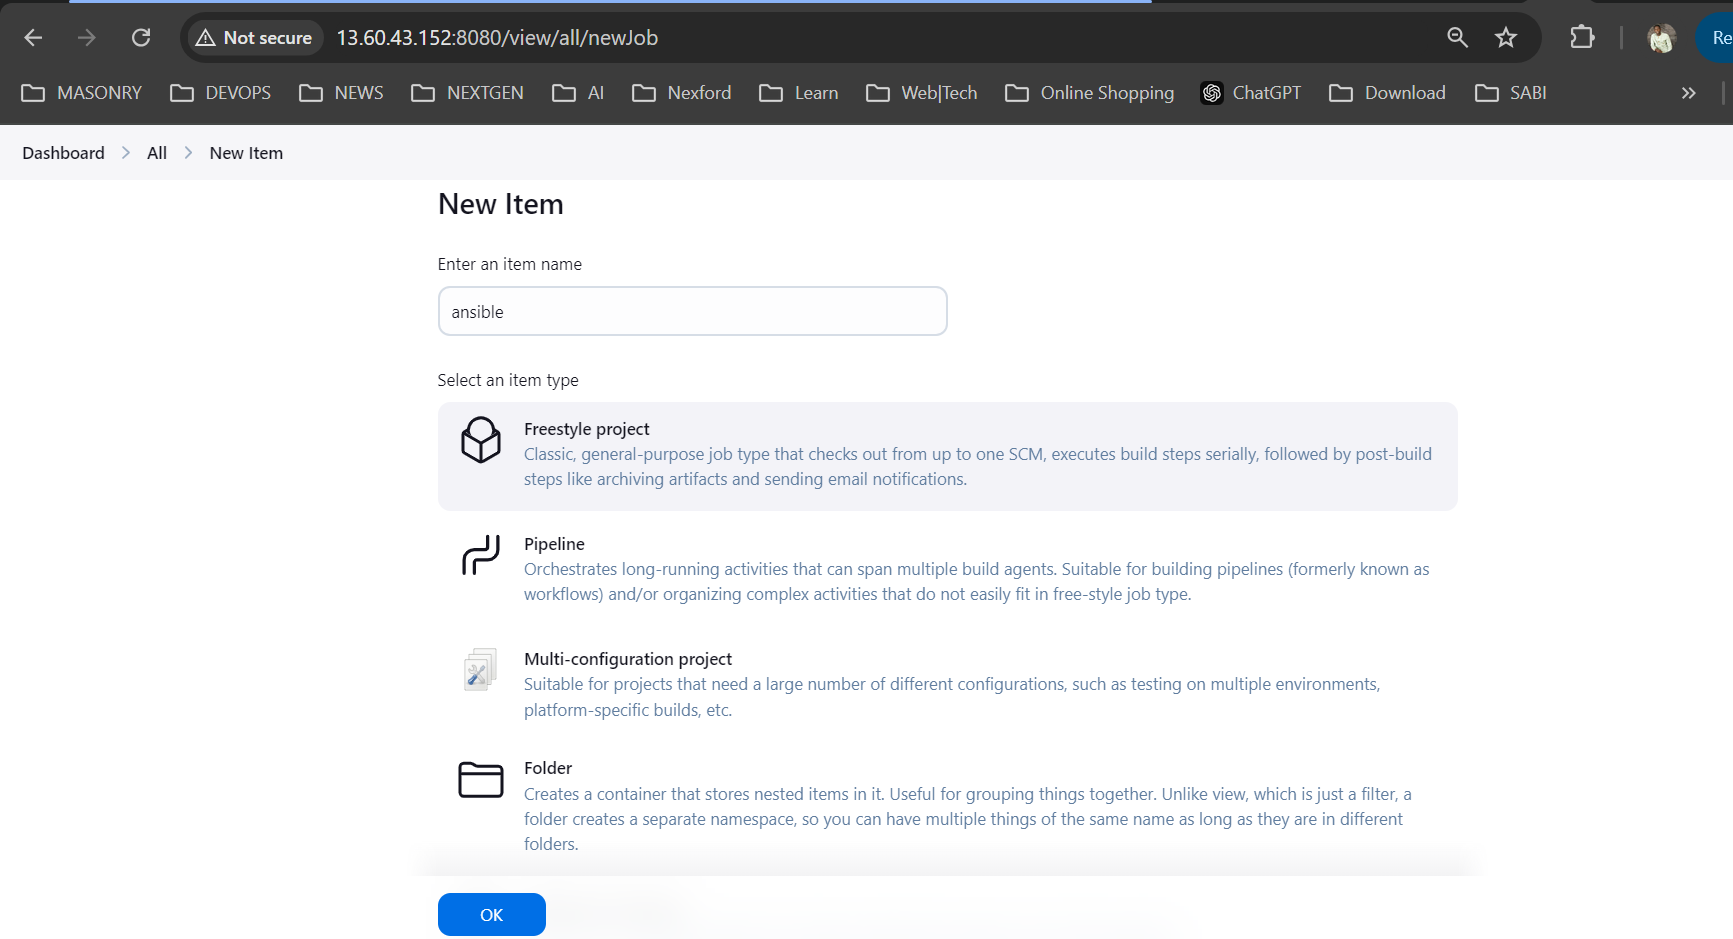 Not secure 13.60.43.152:8080/view/all/newJob
MASONRY DEVOPS NEWS NEXTGEN AI Nexford Learn Web|Tech Online Shopping ChatGPT Download SABI »
Dashboard All New Item
New Item
Enter an item name
ansible
Select an item type
Freestyle project
Classic, general-purpose job type that checks out from up to one SCM, executes build steps serially, followed by post-build
steps like archiving artifacts and sending email notifications.
Pipeline
Orchestrates long-running activities that can span multiple build agents. Suitable for building pipelines (formerly known as
workflows) and/or organizing complex activities that do not easily fit in free-style job type.
Multi-configuration project
Suitable for projects that need a large number of different configurations, such as testing on multiple environments,
platform-specific builds, etc.
Folder
Creates a container that stores nested items in it. Useful for grouping things together. Unlike view, which is just a filter, a
folder creates a separate namespace, so you can have multiple things of the same name as long as they are in different
folders.
OK